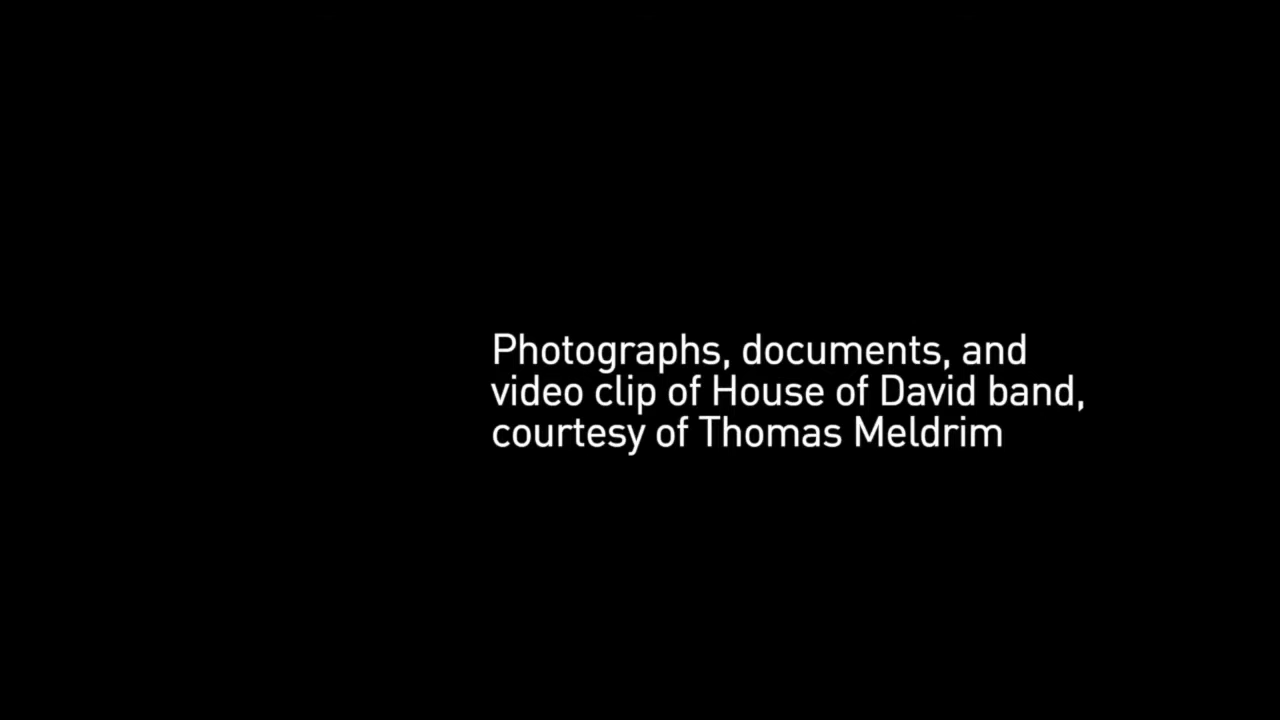 Photographs, documents, and
video clip of House of David band,
courtesy of Thomas Meldrim